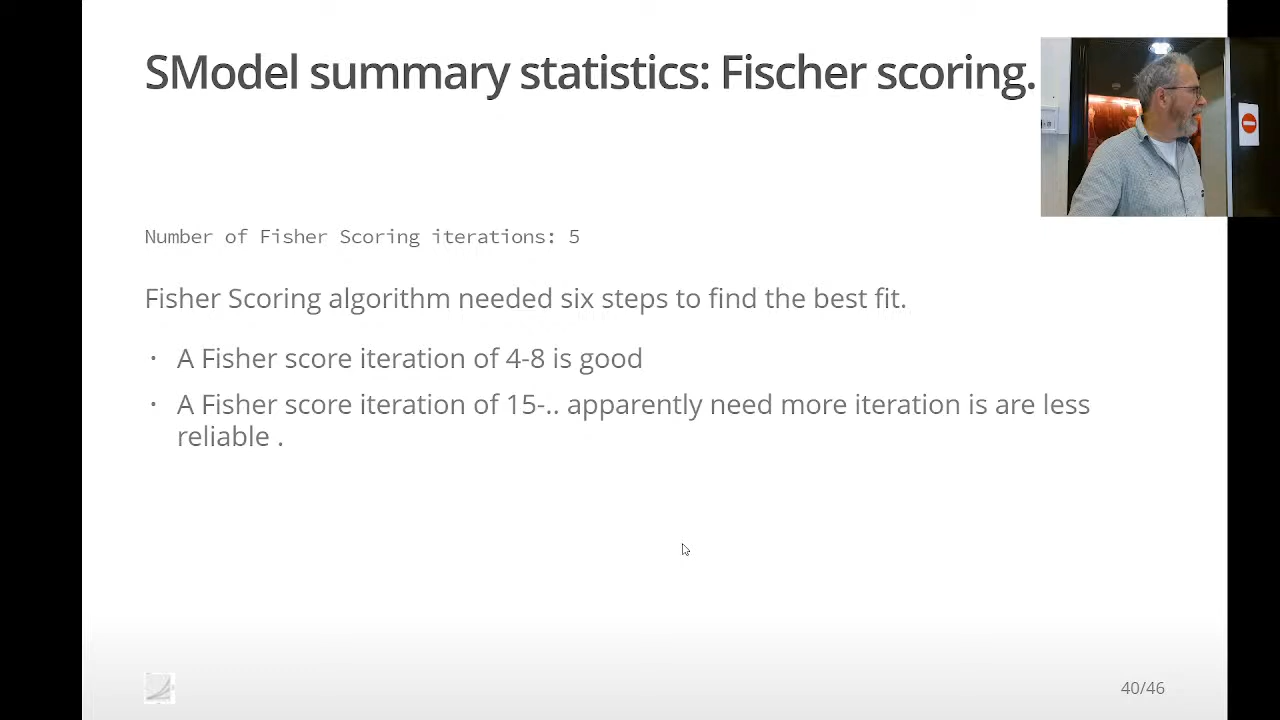 SModel summary statistics: Fischer scoring.
Number of Fisher Scoring iterations: 5
Fisher Scoring algorithm needed six steps to find the best fit.
· A Fisher score iteration of 4-8 is good
· A Fisher score iteration of 15-.. apparently need more iteration is are less
reliable .
40/46